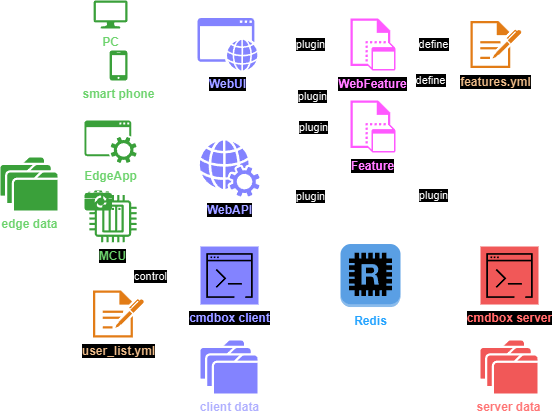 PC
smart phone
EdgeApp
edge data
MCU
control
user_list.yml
WebUI
WebAPI
cmdbox client
client data
plugin
plugin
plugin
plugin
WebFeature
Feature
Redis
define
define
plugin
features.yml
cmdbox server
server data
R